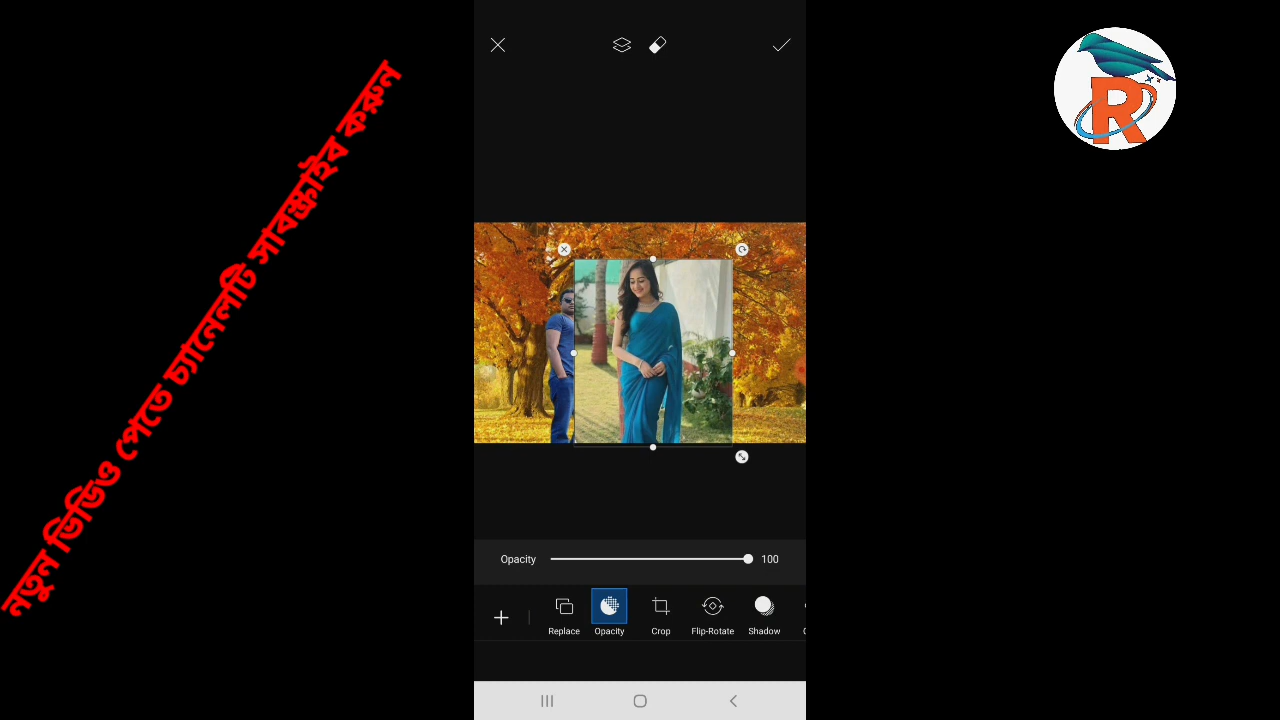 নতুন ভিডিও পেতে চ্যানেলটি সাবস্ক্রাইব করুন
R
Opacity 100
Replace Opacity Crop Flip-Rotate Shadow